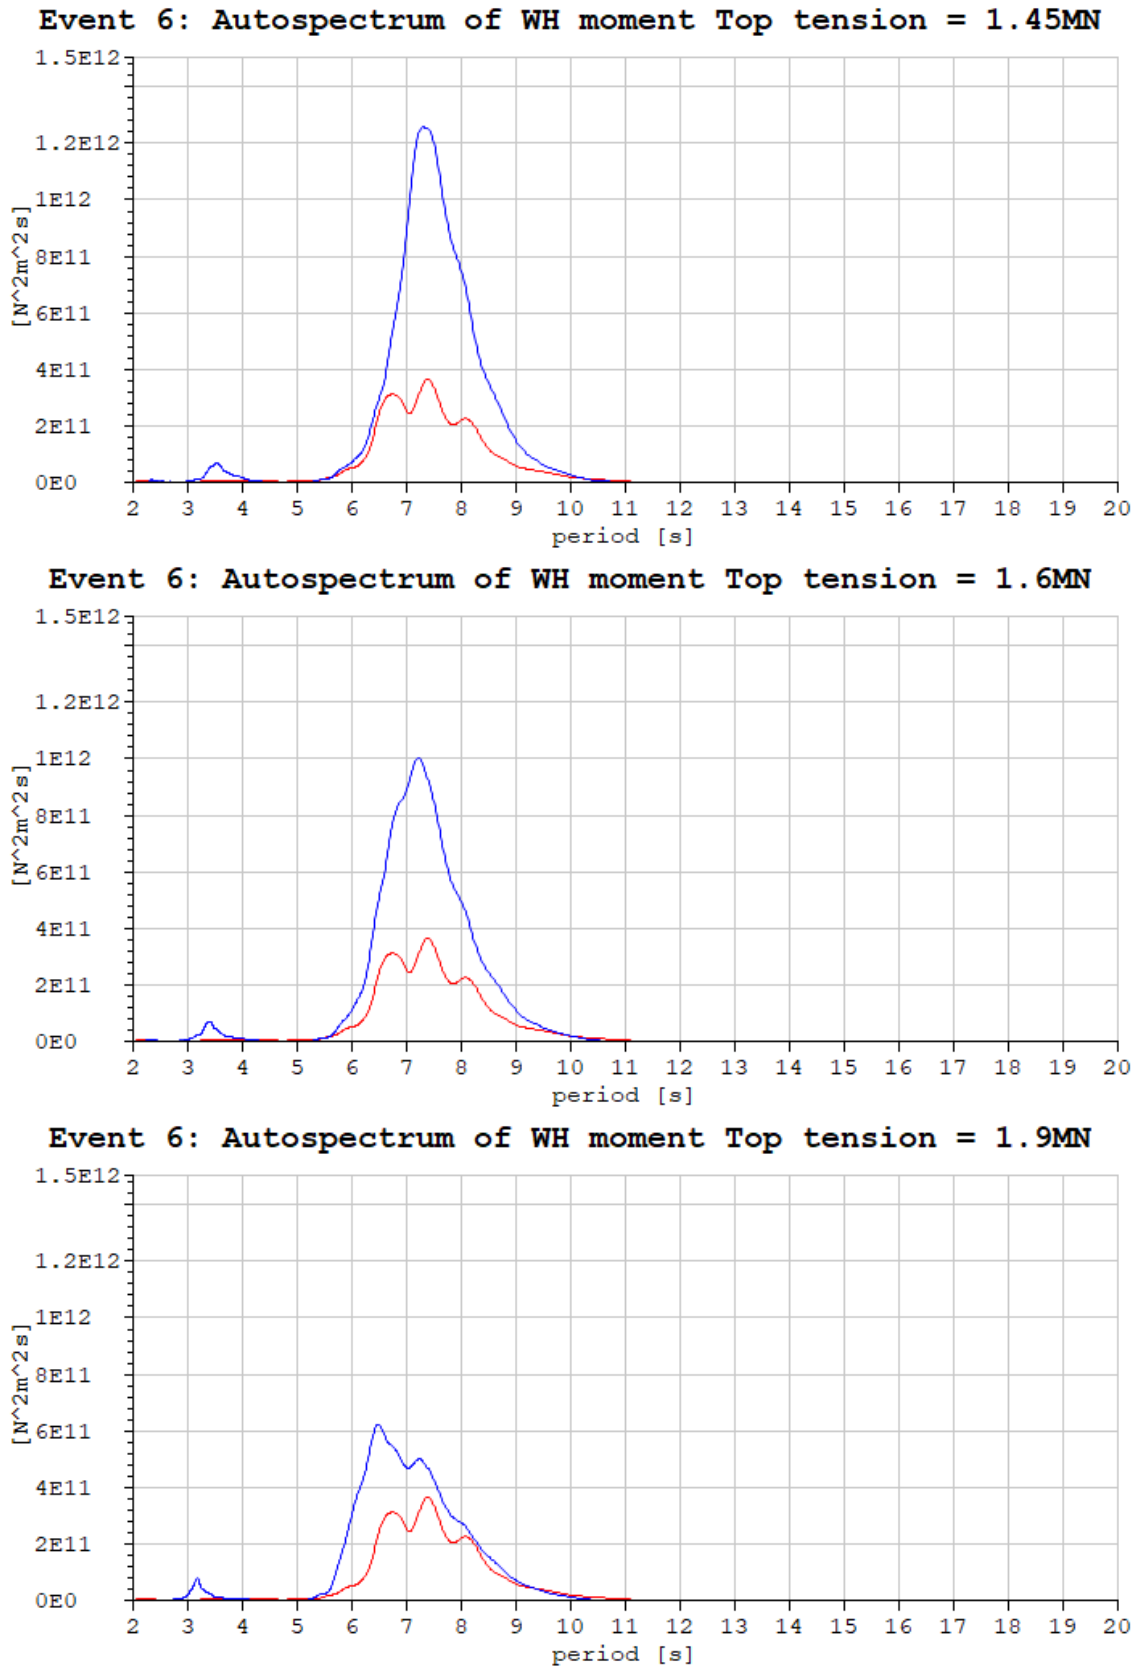 Event 6: Autospectrum of WH moment Top tension = 1.45MN
1.5E12
1.2E12
1E12
8E11
6E11
4E11
2E11
0E0
[N^2m^2s]
2 3 4 5 6 7 8 9 10 11 12 13 14 15 16 17 18 19 20
period [s]
Event 6: Autospectrum of WH moment Top tension = 1.6MN
1.5E12
1.2E12
1E12
8E11
6E11
4E11
2E11
0E0
[N^2m^2s]
2 3 4 5 6 7 8 9 10 11 12 13 14 15 16 17 18 19 20
period [s]
Event 6: Autospectrum of WH moment Top tension = 1.9MN
1.5E12
1.2E12
1E12
8E11
6E11
4E11
2E11
0E0
[N^2m^2s]
2 3 4 5 6 7 8 9 10 11 12 13 14 15 16 17 18 19 20
period [s]